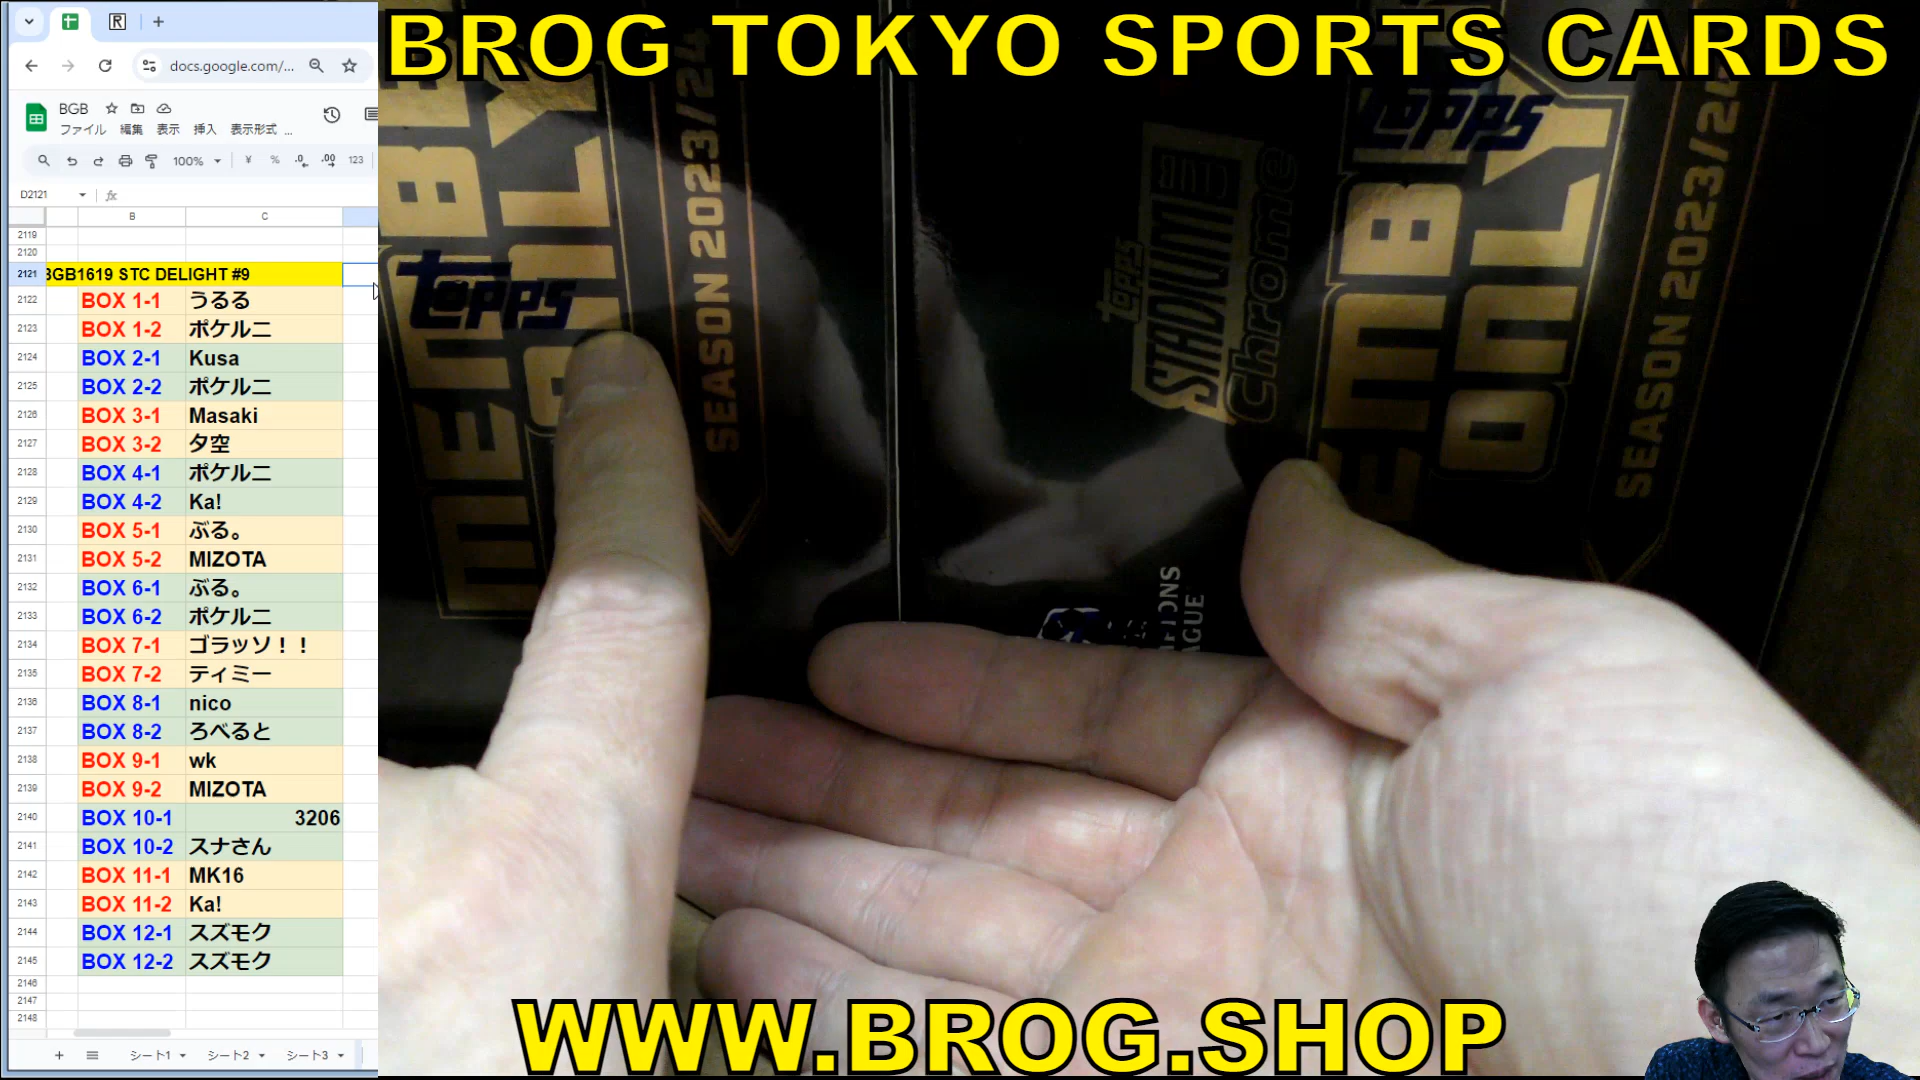 BROG TOKYO SPORTS CARDS
docs.google.com/...
BGB
ファイル 編集 表示 挿入 表示形式 ...
100% ¥ % .0 .00 123
D2121 fx
B C
2119
2120
2121 BGB1619 STC DELIGHT #9
2122 BOX 1-1 うるる
2123 BOX 1-2 ポケルニ
2124 BOX 2-1 Kusa
2125 BOX 2-2 ポケルニ
2126 BOX 3-1 Masaki
2127 BOX 3-2 夕空
2128 BOX 4-1 ポケルニ
2129 BOX 4-2 Ka!
2130 BOX 5-1 ぶる。
2131 BOX 5-2 MIZOTA
2132 BOX 6-1 ぶる。
2133 BOX 6-2 ポケルニ
2134 BOX 7-1 ゴラッソ！！
2135 BOX 7-2 ティミー
2136 BOX 8-1 nico
2137 BOX 8-2 ろべると
2138 BOX 9-1 wk
2139 BOX 9-2 MIZOTA
2140 BOX 10-1 3206
2141 BOX 10-2 スナさん
2142 BOX 11-1 MK16
2143 BOX 11-2 Ka!
2144 BOX 12-1 スズモク
2145 BOX 12-2 スズモク
2146
2147
2148
シート1 シート2 シート3
topps
ONLY
SEASON 2023/24
topps
STADIUM
Chrome
topps
ONLY
SEASON 2023/24
WWW.BROG.SHOP